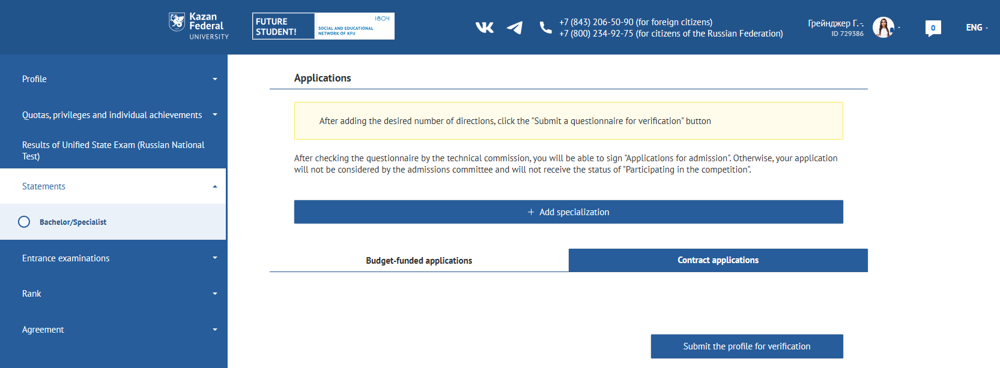 Kazan
Federal
UNIVERSITY
FUTURE
STUDENT!
1804
SOCIAL AND EDUCATIONAL
NETWORK OF KFU
+7 (843) 206-50-90 (for foreign citizens)
+7 (800) 234-92-75 (for citizens of the Russian Federation)
Грейнджер Г. -.
ID 729386
0
ENG
Profile
Quotas, privileges and individual achievements
Results of Unified State Exam (Russian National
Test)
Statements
Bachelor/Specialist
Entrance examinations
Rank
Agreement
Applications
After adding the desired number of directions, click the "Submit a questionnaire for verification" button
After checking the questionnaire by the technical commission, you will be able to sign "Applications for admission". Otherwise, your application
will not be considered by the admissions committee and will not receive the status of "Participating in the competition".
+ Add specialization
Budget-funded applications
Contract applications
Submit the profile for verification